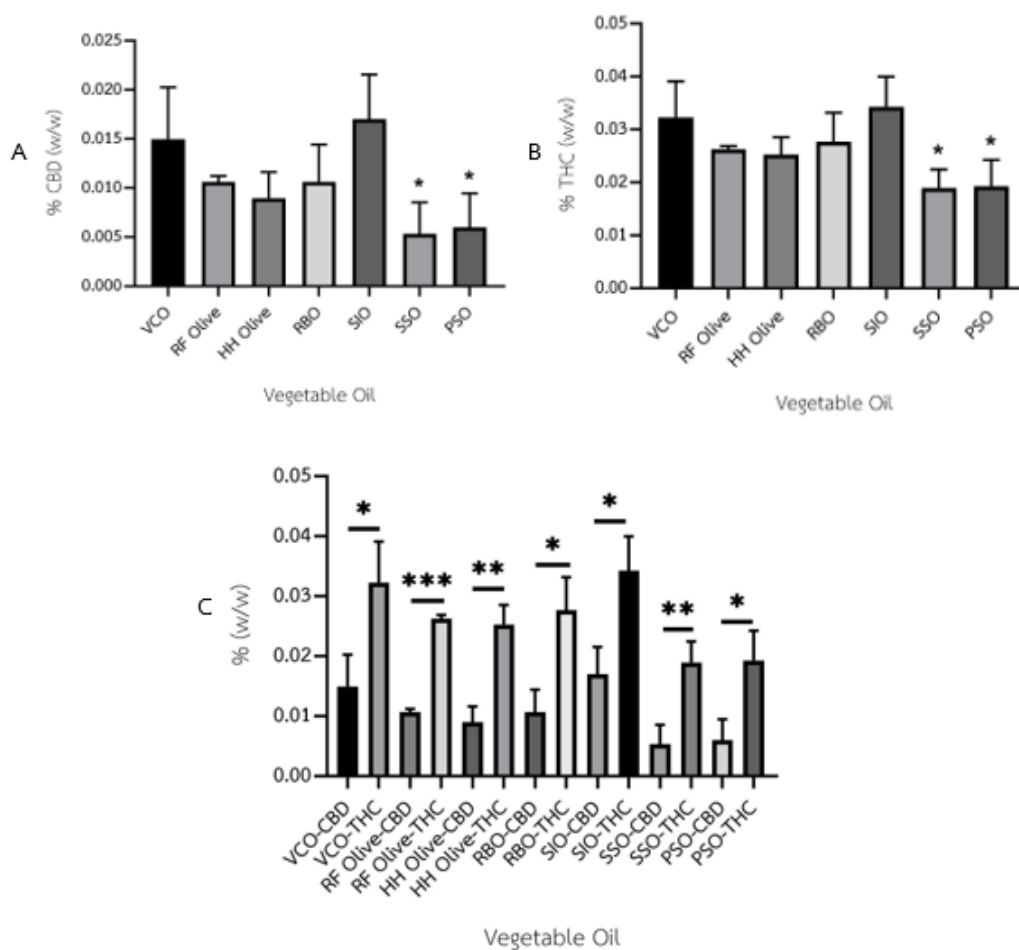 A
% CBD (w/w)
0.025
0.020
0.015
0.010
0.005
0.000
* *
VCO
RF Olive
HH Olive
RBO
SIO
SSO
PSO
Vegetable Oil
B
% THC (w/w)
0.05
0.04
0.03
0.02
0.01
0.00
* *
VCO
RF Olive
HH Olive
RBO
SIO
SSO
PSO
Vegetable Oil
C
% (w/w)
0.05
0.04
0.03
0.02
0.01
0.00
* *** ** * * ** *
VCO-CBD
VCO-THC
RF Olive-CBD
RF Olive-THC
HH Olive-CBD
HH Olive-THC
RBO-CBD
RBO-THC
SIO-CBD
SIO-THC
SSO-CBD
SSO-THC
PSO-CBD
PSO-THC
Vegetable Oil